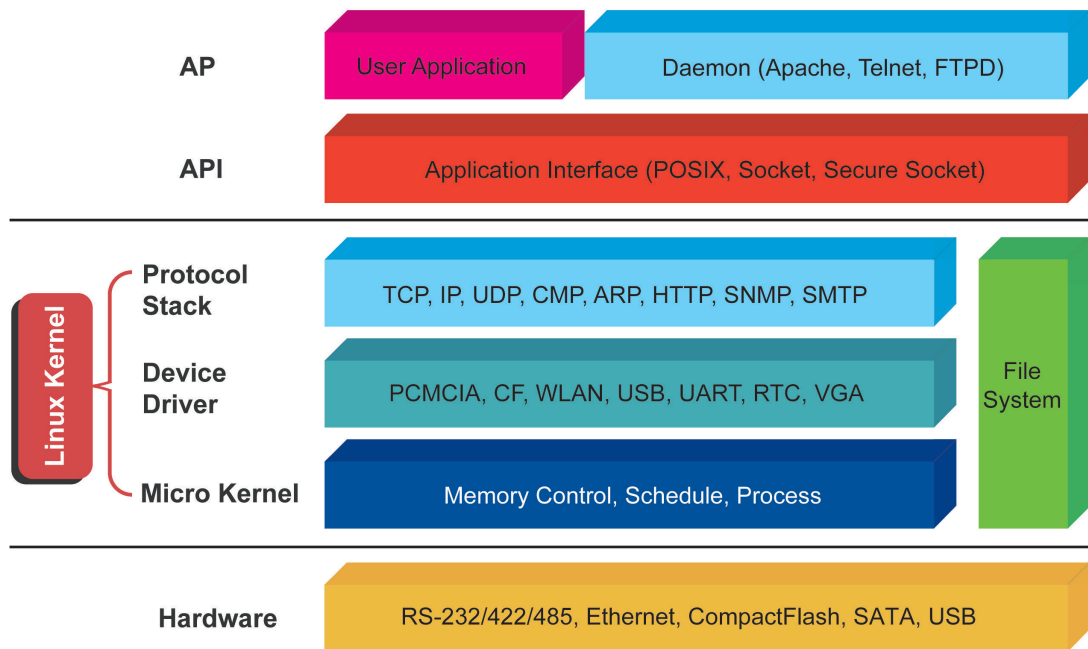 AP
User Application
Daemon (Apache, Telnet, FTPD)
API
Application Interface (POSIX, Socket, Secure Socket)
Linux Kernel
Protocol
Stack
TCP, IP, UDP, CMP, ARP, HTTP, SNMP, SMTP
Device
Driver
PCMCIA, CF, WLAN, USB, UART, RTC, VGA
Micro Kernel
Memory Control, Schedule, Process
File
System
Hardware
RS-232/422/485, Ethernet, CompactFlash, SATA, USB